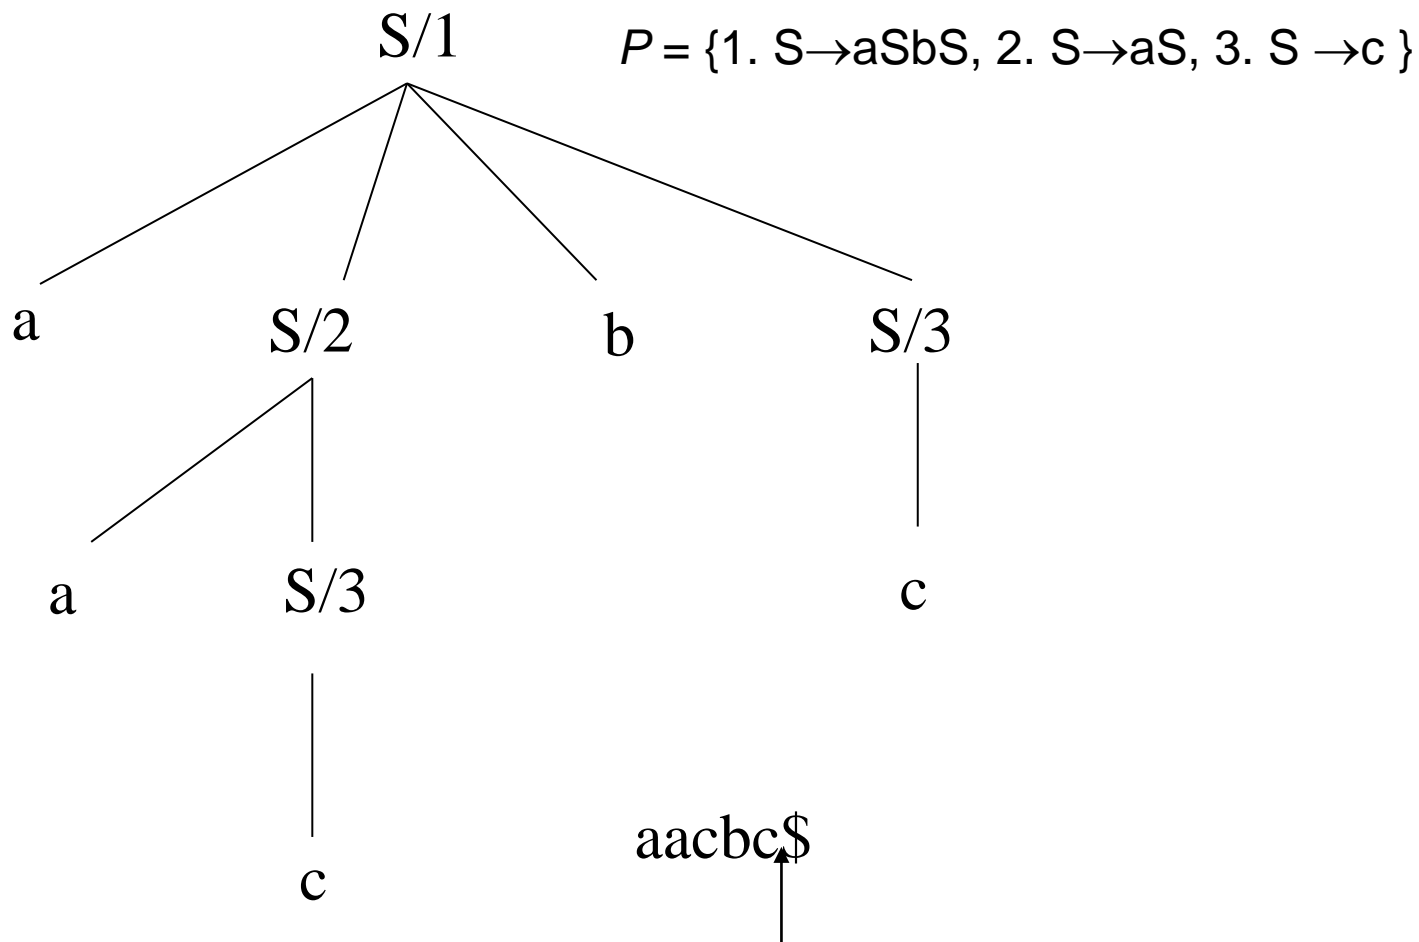 S/1 P = {1. S→aSbS, 2. S→aS, 3. S →c }
a S/2 b S/3
a S/3 c
aacbc$
c